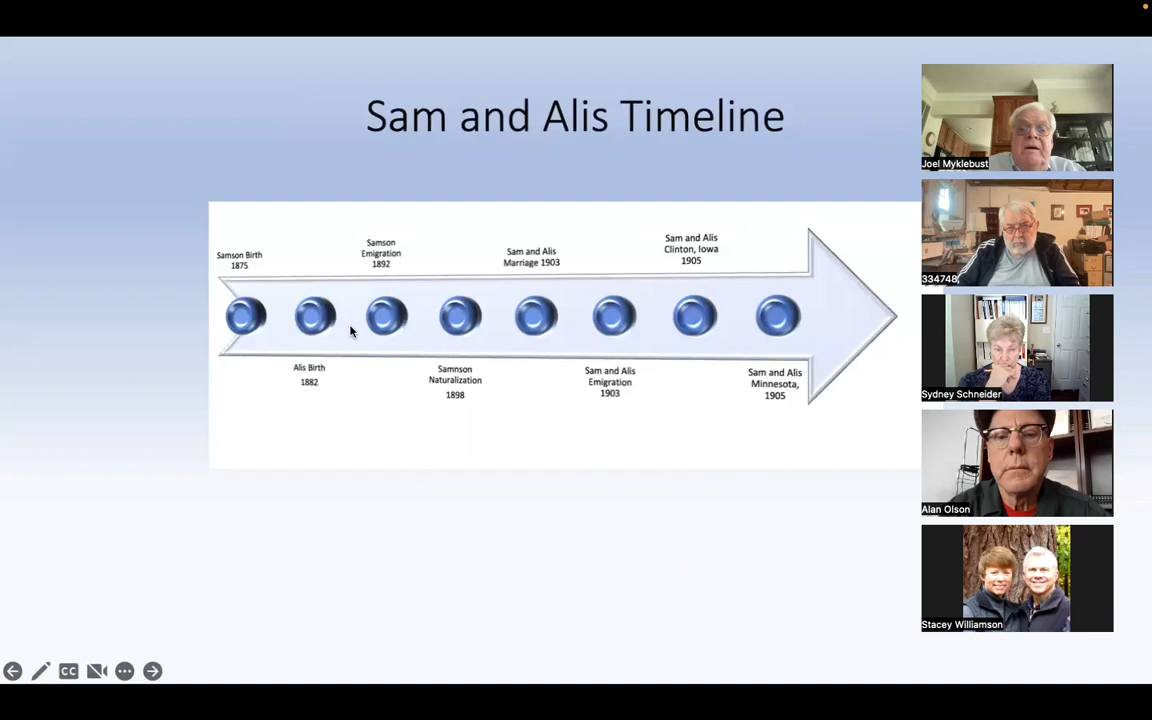 Sam and Alis Timeline
Samson Birth
1875
Samson
Emigration
1892
Sam and Alis
Marriage 1903
Sam and Alis
Clinton, Iowa
1905
Alis Birth
1882
Samnson
Naturalization
1898
Sam and Alis
Emigration
1903
Sam and Alis
Minnesota,
1905
Joel Myklebust
334748
Sydney Schneider
Alan Olson
Stacey Williamson
CC